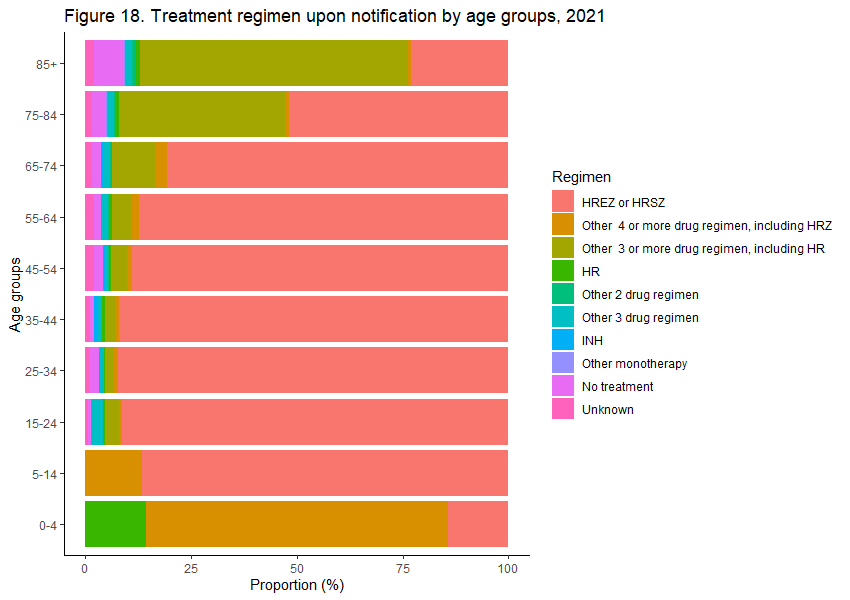 Figure 18. Treatment regimen upon notification by age groups, 2021
85+
75-84
65-74
55-64
45-54
35-44
25-34
15-24
5-14
0-4
Age groups
0
25
50
75
100
Proportion (%)
Regimen
HREZ or HRSZ
Other  4 or more drug regimen, including HRZ
Other  3 or more drug regimen, including HR
HR
Other 2 drug regimen
Other 3 drug regimen
INH
Other monotherapy
No treatment
Unknown